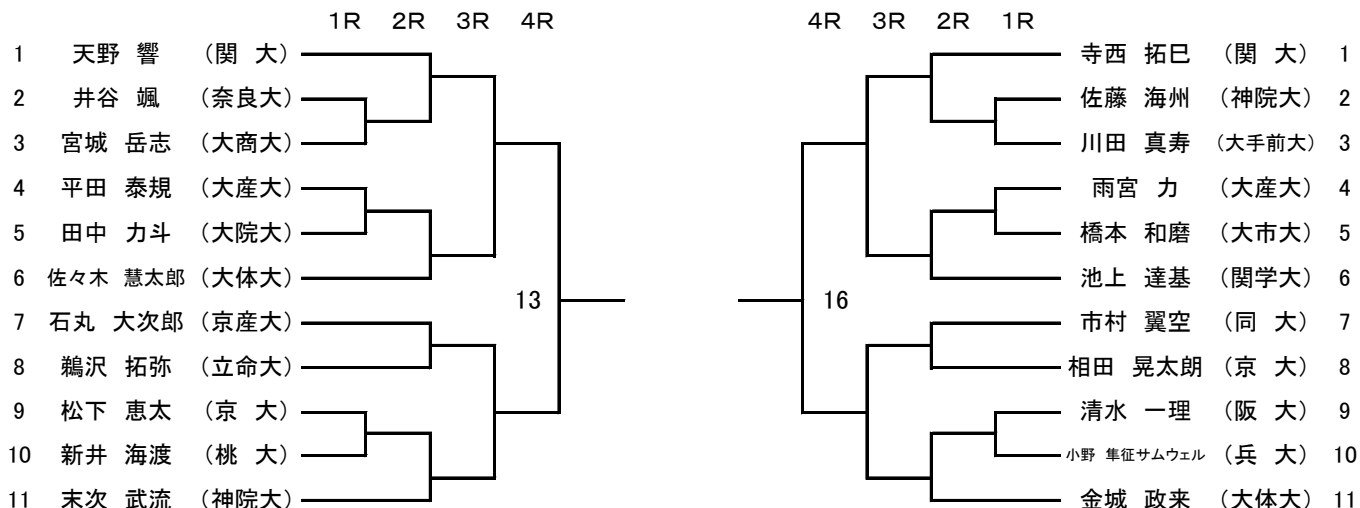 1R 2R 3R 4R
1 天野 響 （関 大）
2 井谷 颯 （奈良大）
3 宮城 岳志 （大商大）
4 平田 泰規 （大産大）
5 田中 力斗 （大院大）
6 佐々木 慧太郎 （大体大）
13
7 石丸 大次郎 （京産大）
8 鵜沢 拓弥 （立命大）
9 松下 恵太 （京 大）
10 新井 海渡 （桃 大）
11 末次 武流 （神院大）
4R 3R 2R 1R
寺西 拓巳 （関 大） 1
佐藤 海州 （神院大） 2
川田 真寿 （大手前大） 3
雨宮 力 （大産大） 4
橋本 和磨 （大市大） 5
池上 達基 （関学大） 6
16
市村 翼空 （同 大） 7
相田 晃太朗 （京 大） 8
清水 一理 （阪 大） 9
小野 隼征サムウェル （兵 大） 10
金城 政来 （大体大） 11